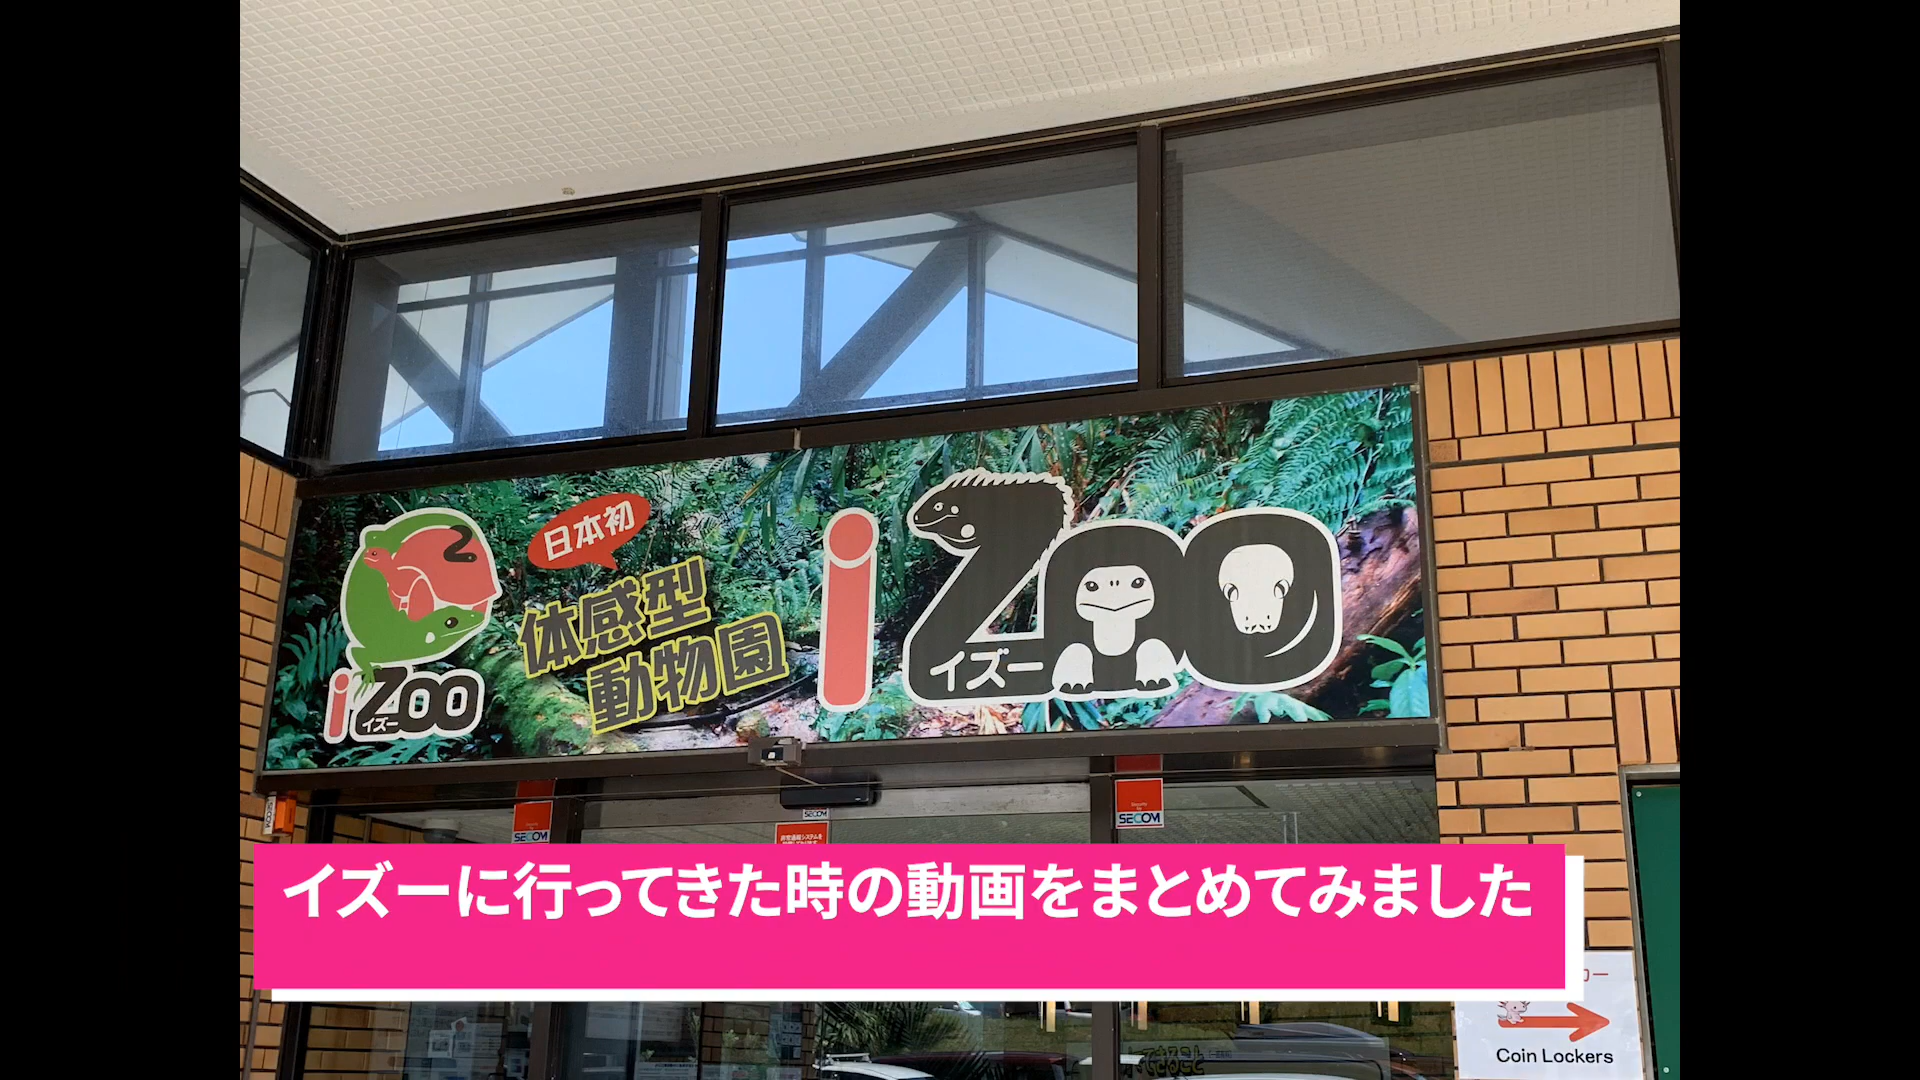 日本初
体感型
動物園
iZoo
イズー
iZoo
イズー
SECOM
SECOM
SECOM
SECOM
イズーに行ってきた時の動画をまとめてみました
Coin Lockers